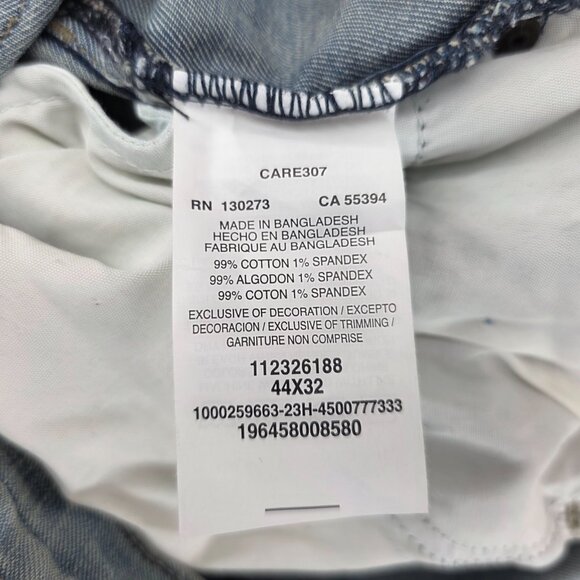 CARE307
RN 130273 CA 55394
MADE IN BANGLADESH
HECHO EN BANGLADESH
FABRIQUE AU BANGLADESH
99% COTTON 1% SPANDEX
99% ALGODON 1% SPANDEX
99% COTON 1% SPANDEX
EXCLUSIVE OF DECORATION / EXCEPTO
DECORACION / EXCLUSIVE OF TRIMMING /
GARNITURE NON COMPRISE
112326188
44X32
1000259663-23H-4500777333
196458008580